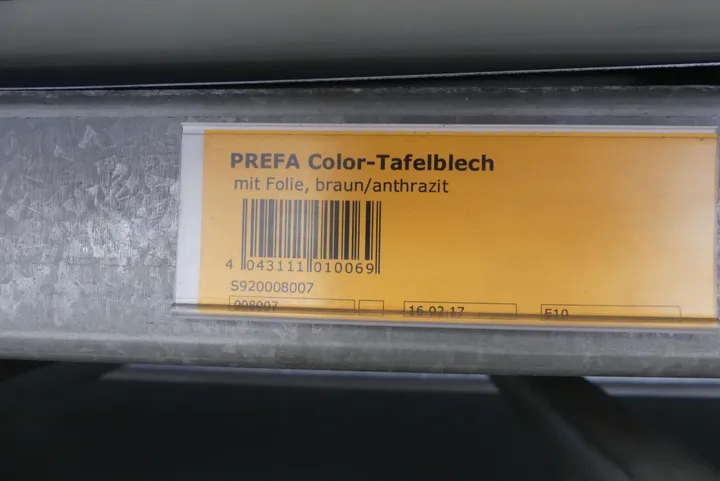 PREFA Color-Tafelblech
mit Folie, braun/anthrazit
4 043111 010069
S920008007
008007 16.02.17 E10